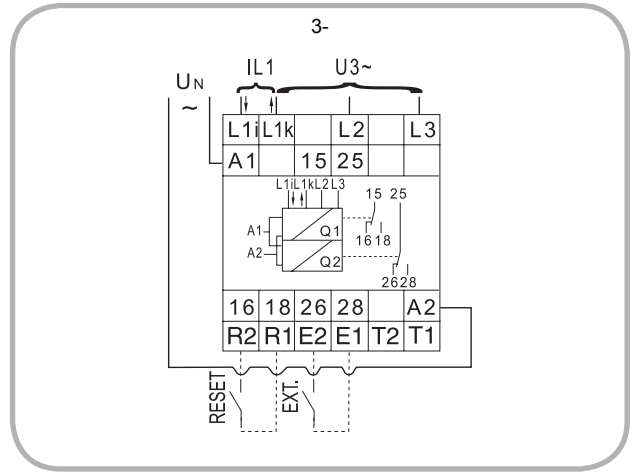 3-
IL1 U3~
UN
~
L1i L1k L2 L3
A1 15 25
L1i L1k L2 L3
15 25
A1
Q1
16 18
A2
Q2
26 28
16 18 26 28 A2
R2 R1 E2 E1 T2 T1
RESET
EXT.